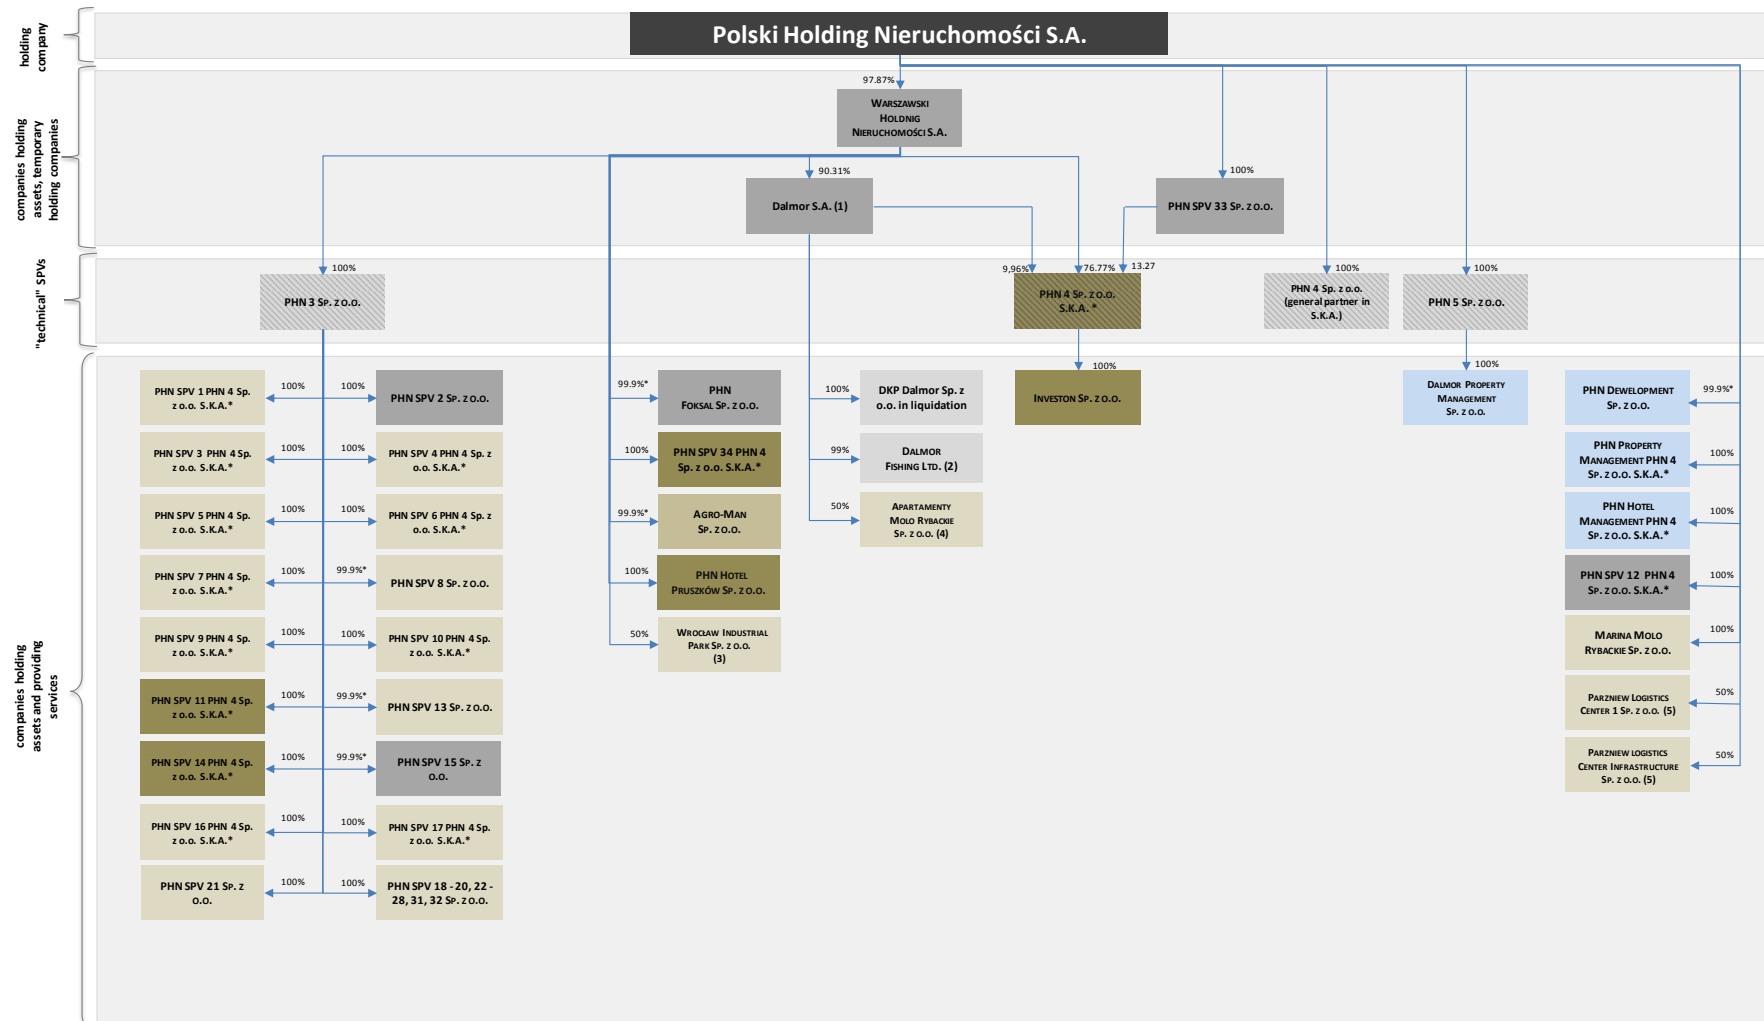 holding
company
Polski Holding Nieruchomości S.A.
companies holding
assets, temporary
holding companies
97.87%
Warszawski
Holdnig
Nieruchomości S.A.
90.31%
100%
Dalmor S.A. (1)
PHN SPV 33 Sp. z o.o.
"technical" SPVs
100%
9,96%
76.77%
13.27
100%
100%
PHN 3 Sp. z o.o.
PHN 4 Sp. z o.o.
S.K.A. *
PHN 4 Sp. z o.o.
(general partner in
S.K.A.)
PHN 5 Sp. z o.o.
companies holding
assets and providing
services
100%
100%
PHN SPV 1 PHN 4 Sp.
z o.o. S.K.A.*
100%
100%
PHN SPV 2 Sp. z o.o.
99.9%*
PHN
Foksal Sp. z o.o.
100%
DKP Dalmor Sp. z
o.o. in liquidation
Investon Sp. z o.o.
Dalmor Property
Management
Sp. z o.o.
PHN Dewelopment
Sp. z o.o.
99.9%*
PHN SPV 3 PHN 4 Sp.
z o.o. S.K.A.*
100%
100%
PHN SPV 4 PHN 4 Sp. z
o.o. S.K.A.*
100%
PHN SPV 34 PHN 4
Sp. z o.o. S.K.A.*
99%
Dalmor
Fishing Ltd. (2)
PHN Property
Management PHN 4
Sp. z o.o. S.K.A.*
100%
PHN SPV 5 PHN 4 Sp.
z o.o. S.K.A.*
100%
100%
PHN SPV 6 PHN 4 Sp. z
o.o. S.K.A.*
99.9%*
Agro-Man
Sp. z o.o.
50%
Apartamenty
Molo Rybackie
Sp. z o.o. (4)
PHN Hotel
Management PHN 4
Sp. z o.o. S.K.A.*
100%
PHN SPV 7 PHN 4 Sp.
z o.o. S.K.A.*
100%
99.9%*
PHN SPV 8 Sp. z o.o.
100%
PHN Hotel
Pruszków Sp. z o.o.
PHN SPV 12 PHN 4
Sp. z o.o. S.K.A.*
100%
PHN SPV 9 PHN 4 Sp.
z o.o. S.K.A.*
100%
100%
PHN SPV 10 PHN 4 Sp.
z o.o. S.K.A.*
50%
Wrocław Industrial
Park Sp. z o.o.
(3)
Marina Molo
Rybackie Sp. z o.o.
100%
PHN SPV 11 PHN 4 Sp.
z o.o. S.K.A.*
100%
99.9%*
PHN SPV 13 Sp. z o.o.
Parzniew Logistics
Center 1 Sp. z o.o. (5)
50%
PHN SPV 14 PHN 4 Sp.
z o.o. S.K.A.*
100%
99.9%*
PHN SPV 15 Sp. z
o.o.
Parzniew logistics
Center Infrastructure
Sp. z o.o. (5)
50%
PHN SPV 16 PHN 4 Sp.
z o.o. S.K.A.*
100%
100%
PHN SPV 17 PHN 4 Sp.
z o.o. S.K.A.*
PHN SPV 21 Sp. z
o.o.
100%
100%
PHN SPV 18 - 20, 22 -
28, 31, 32 Sp. z o.o.